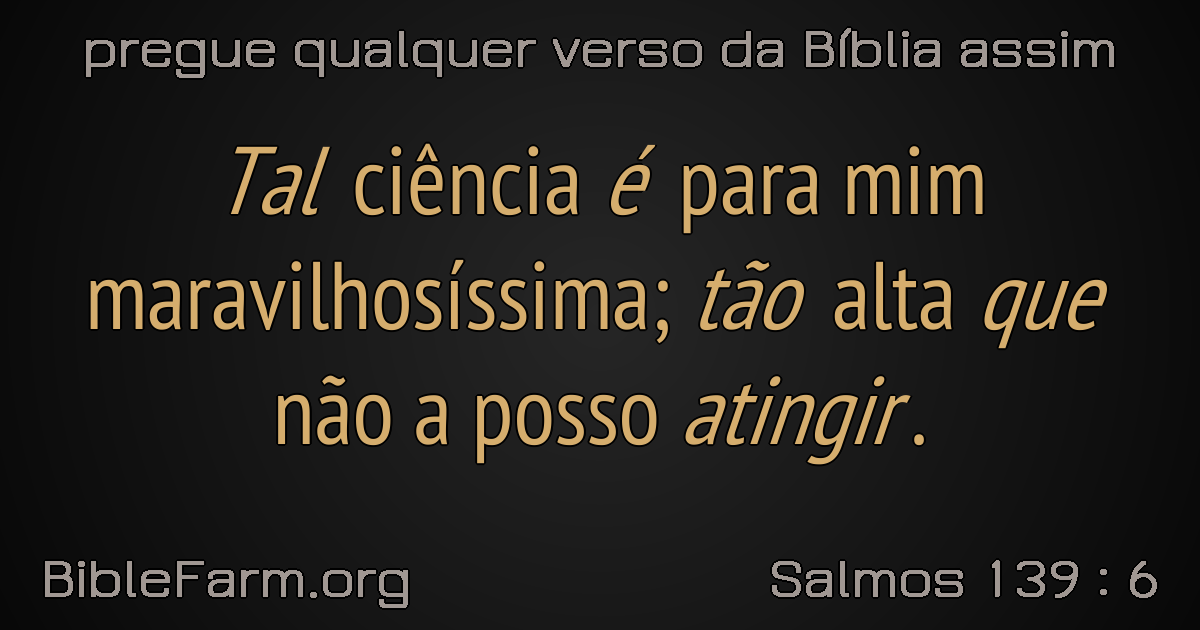 pregue qualquer verso da Bíblia assim
Tal ciência é para mim
maravilhosíssima; tão alta que
não a posso atingir.
BibleFarm.org
Salmos 139 : 6